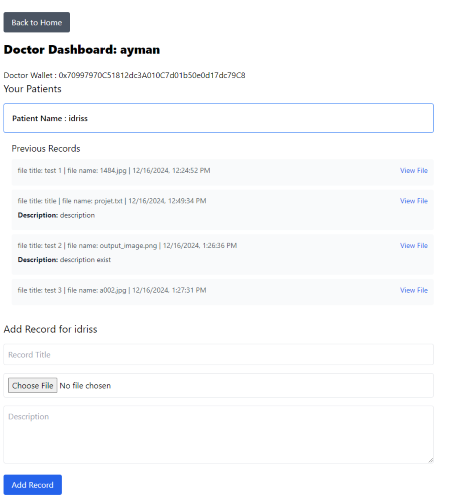 Back to Home
Doctor Dashboard: ayman
Doctor Wallet : 0x70997970C51812dc3A010C7d01b50e0d17dc79C8
Your Patients
Patient Name : idriss
Previous Records
file title: test 1 | file name: 1484.jpg | 12/16/2024, 12:24:52 PM View File
file title: title | file name: projet.txt | 12/16/2024, 12:49:34 PM View File
Description: description
file title: test 2 | file name: output_image.png | 12/16/2024, 1:26:36 PM View File
Description: description exist
file title: test 3 | file name: a002.jpg | 12/16/2024, 1:27:31 PM View File
Add Record for idriss
Record Title
Choose File No file chosen
Description
Add Record